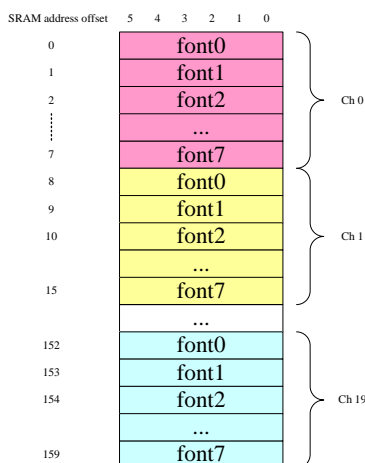 SRAM address offset 5 4 3 2 1 0
0 font0
1 font1
2 font2 Ch 0
...
7 font7
8 font0
9 font1
10 font2 Ch 1
...
15 font7
...
152 font0
153 font1
154 font2 Ch 19
...
159 font7